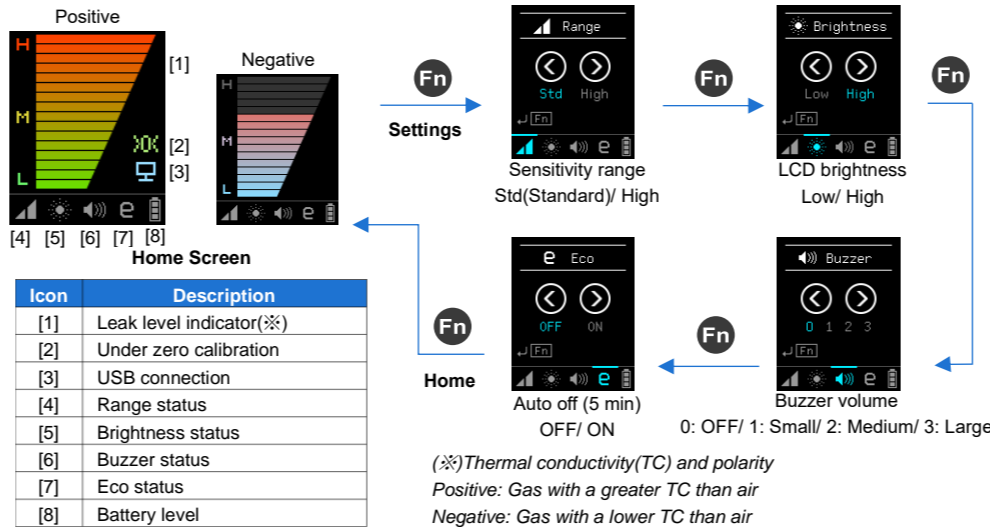 Positive
H
M
L
[1]
[2]
[3]
e
[4] [5] [6] [7] [8]
Negative
H
M
L
e
Home Screen
Fn
Settings
Range
Std High
Fn
e
Sensitivity range
Std(Standard)/ High
Fn
Brightness
Low High
Fn
e
LCD brightness
Low/ High
Fn
Buzzer
0 1 2 3
Fn
e
Buzzer volume
0: OFF/ 1: Small/ 2: Medium/ 3: Large
Fn
e Eco
OFF ON
Fn
e
Auto off (5 min)
OFF/ ON
Fn
Home
Icon Description
[1] Leak level indicator(※)
[2] Under zero calibration
[3] USB connection
[4] Range status
[5] Brightness status
[6] Buzzer status
[7] Eco status
[8] Battery level
(※)Thermal conductivity(TC) and polarity
Positive: Gas with a greater TC than air
Negative: Gas with a lower TC than air